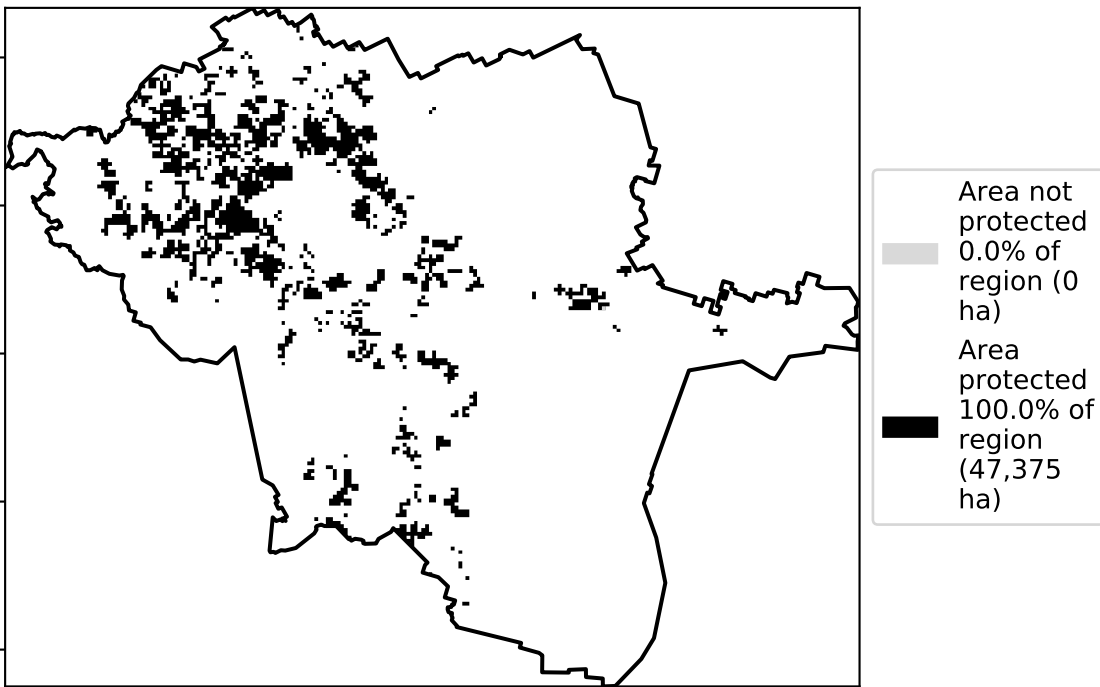 Area not
protected
0.0% of
region (0
ha)
Area
protected
100.0% of
region
(47,375
ha)